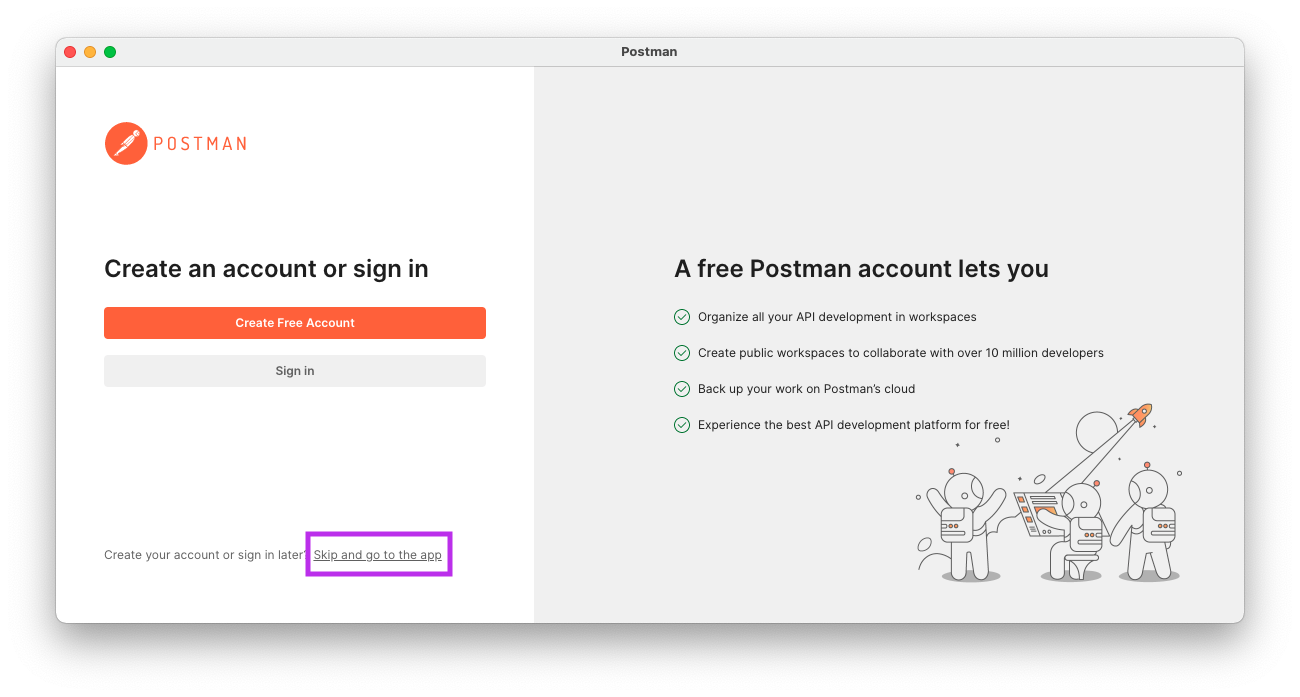 Postman
POSTMAN
Create an account or sign in
Create Free Account
Sign in
Create your account or sign in later? Skip and go to the app
A free Postman account lets you
Organize all your API development in workspaces
Create public workspaces to collaborate with over 10 million developers
Back up your work on Postman’s cloud
Experience the best API development platform for free!